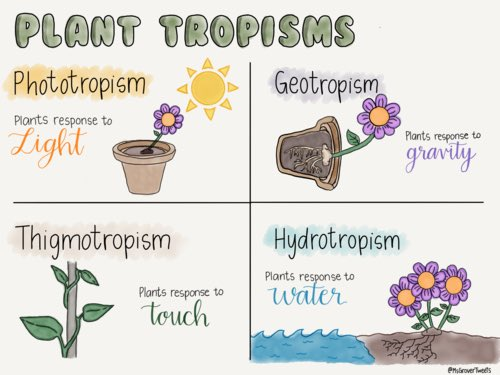 PLANT TROPISMS
Phototropism
Plants response to
Light
Geotropism
Plants response to
gravity
Thigmotropism
Plants response to
touch
Hydrotropism
Plants response to
water
@MsGroverTweets